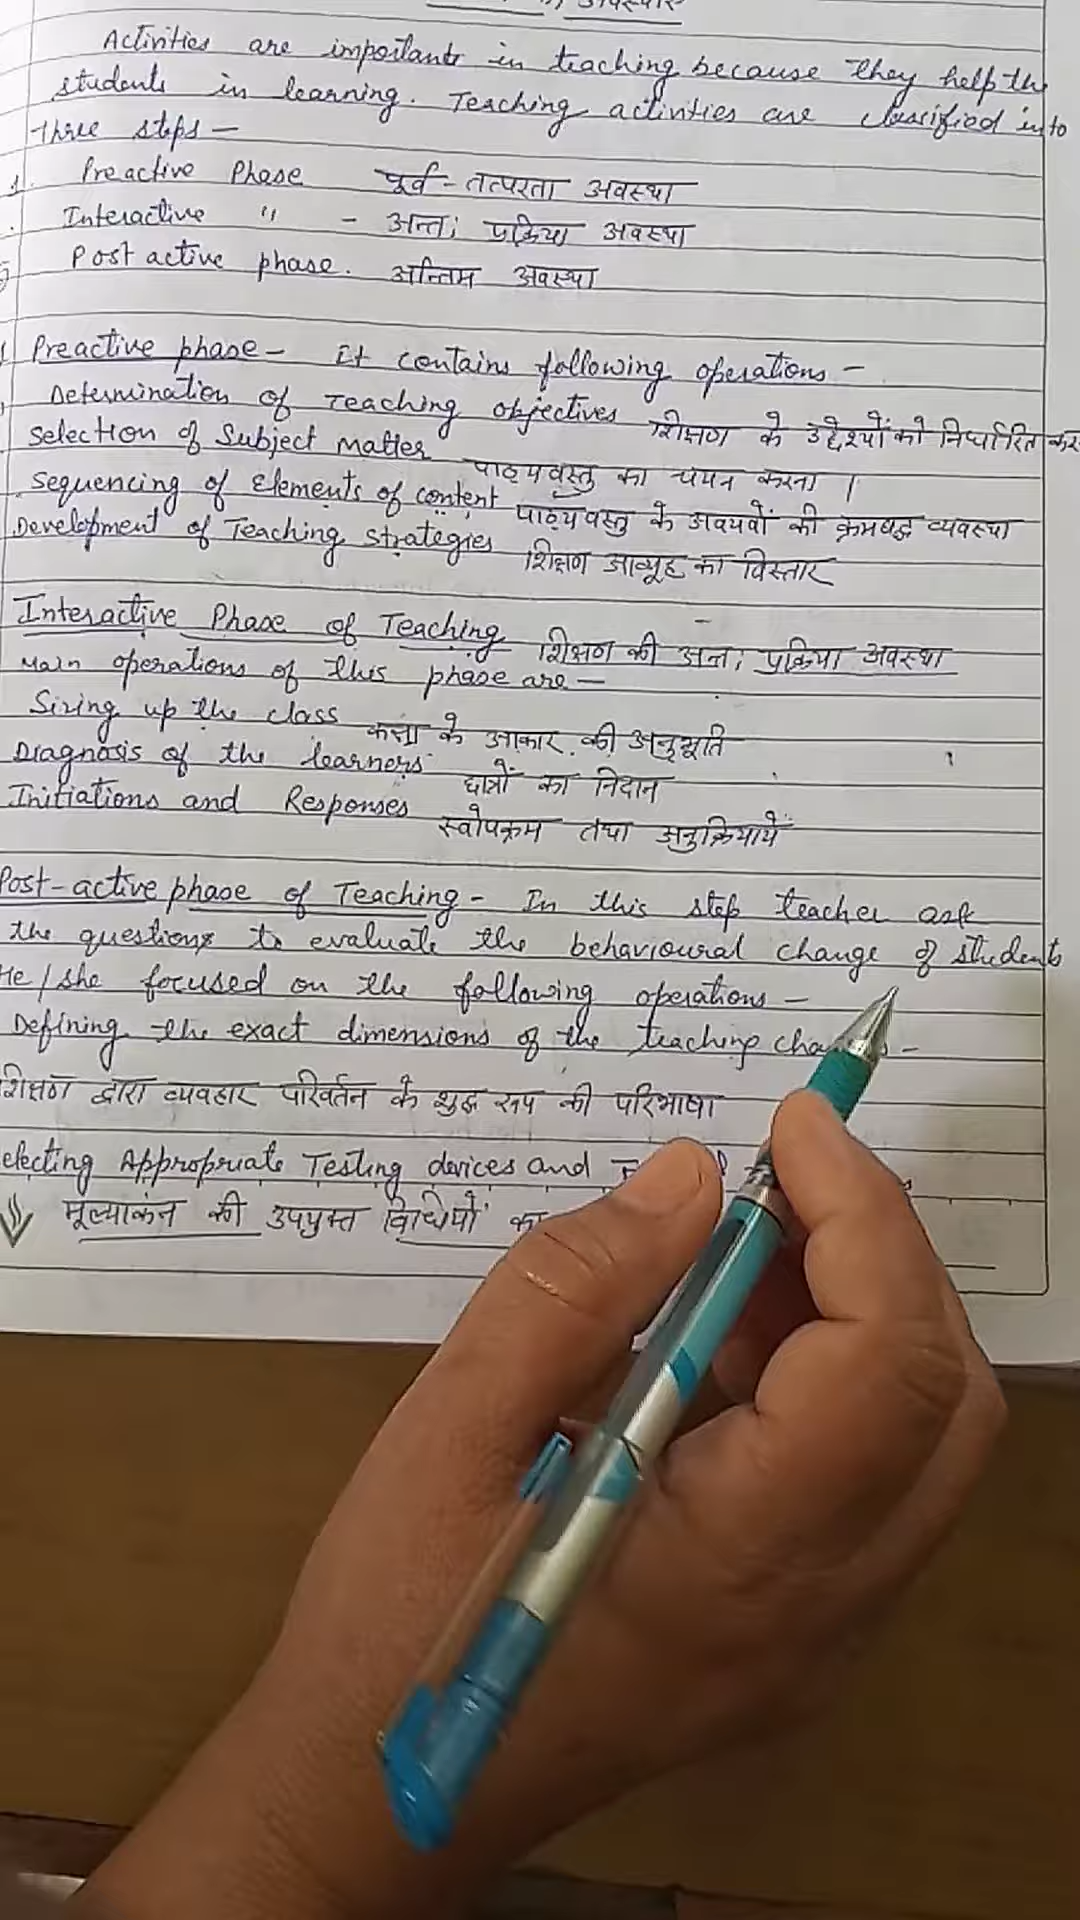 अवस्थाएं
Activities are important in teaching because they help the
students in learning. Teaching activities are classified into
three steps —
1. Preactive Phase पूर्व - तत्परता अवस्था
Interactive " - अन्त: प्रक्रिया अवस्था
Post active phase. अन्तिम अवस्था
Preactive phase - It contains following operations -
Determination of Teaching objectives शिक्षण के उद्देश्यों को निर्धारित कर
Selection of Subject Matter पाठ्यवस्तु का चयन करना ।
Sequencing of Elements of content पाठ्यवस्तु के अवयवों की क्रमबद्ध व्यवस्था
Development of Teaching strategies शिक्षण आव्यूह का विस्तार
Interactive Phase of Teaching शिक्षण की अन्त: प्रक्रिया अवस्था
Main operations of this phase are —
Sizing up the class कक्षा के आकार की अनुभूति
Diagnosis of the learners छात्रों का निदान
Initiations and Responses स्वोपक्रम तथा अनुक्रियायें
Post-active phase of Teaching - In this step teacher ask
the questions to evaluate the behavioural change of students
He/she focused on the following operations —
Defining the exact dimensions of the teaching
शिक्षण द्वारा व्यवहार परिवर्तन के शुद्ध रूप की परिभाषा
electing Appropriate Testing devices and
मूल्याकंन की उपयुक्त विधियों का